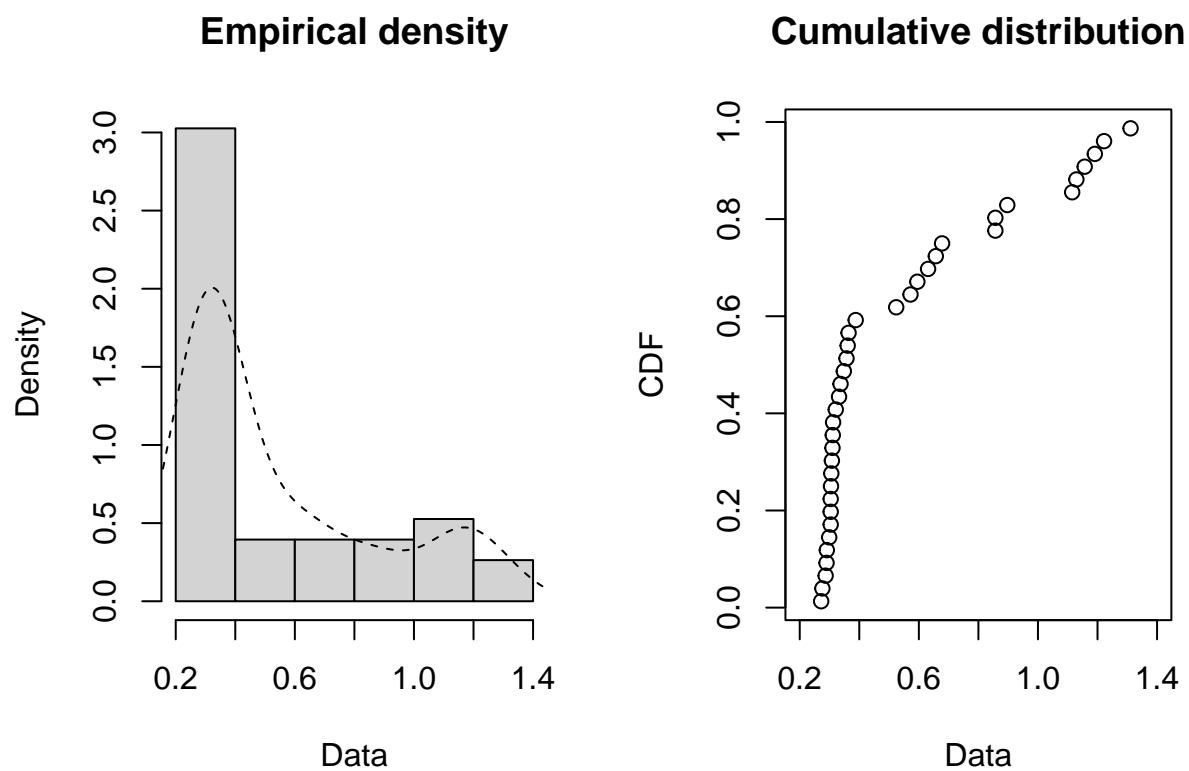 Empirical density
Density
0.0 0.5 1.0 1.5 2.0 2.5 3.0
0.2 0.6 1.0 1.4
Data
Cumulative distribution
CDF
0.0 0.2 0.4 0.6 0.8 1.0
0.2 0.6 1.0 1.4
Data